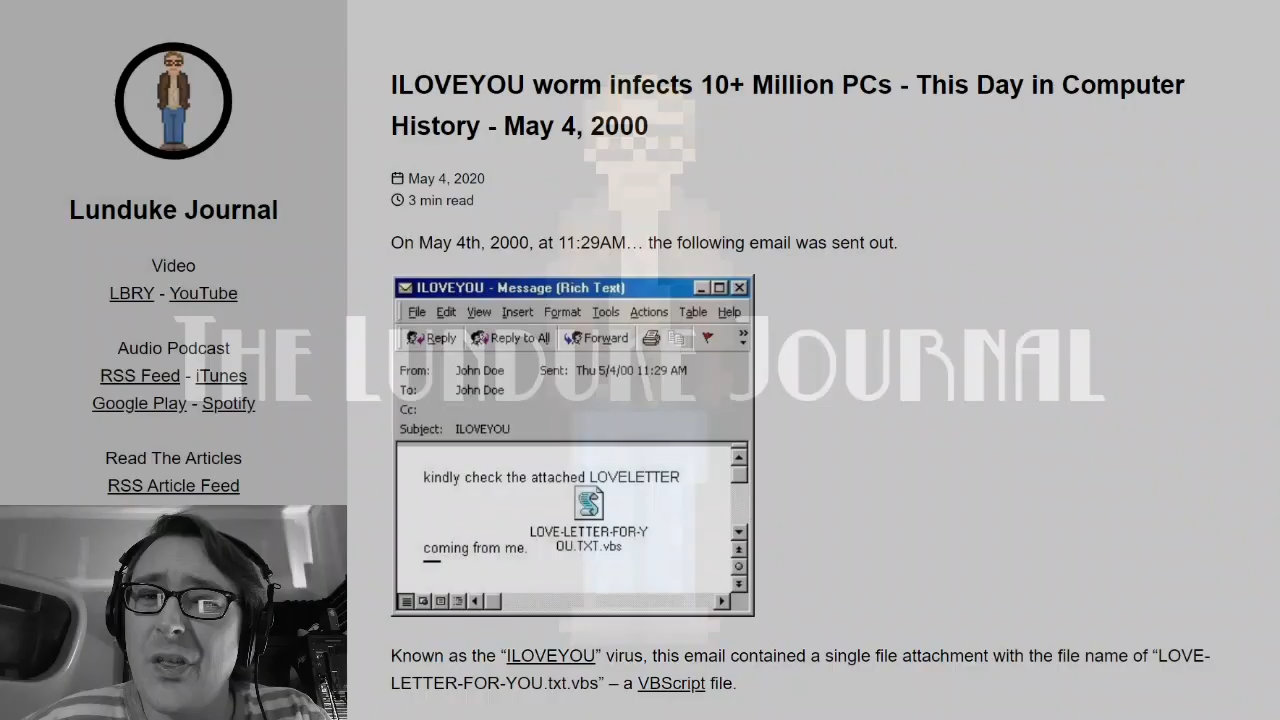 Lunduke Journal
Video
LBRY - YouTube
Audio Podcast
RSS Feed - iTunes
Google Play - Spotify
Read The Articles
RSS Article Feed
ILOVEYOU worm infects 10+ Million PCs - This Day in Computer
History - May 4, 2000
May 4, 2020
3 min read
On May 4th, 2000, at 11:29AM… the following email was sent out.
ILOVEYOU - Message (Rich Text)
File Edit View Insert Format Tools Actions Table Help
Reply Reply to All Forward
From: John Doe Sent: Thu 5/4/00 11:29 AM
To: John Doe
Cc:
Subject: ILOVEYOU
kindly check the attached LOVELETTER
LOVE-LETTER-FOR-Y
OU.TXT.vbs
coming from me.
THE LUNDUKE JOURNAL
Known as the “ILOVEYOU” virus, this email contained a single file attachment with the file name of “LOVE-
LETTER-FOR-YOU.txt.vbs” – a VBScript file.